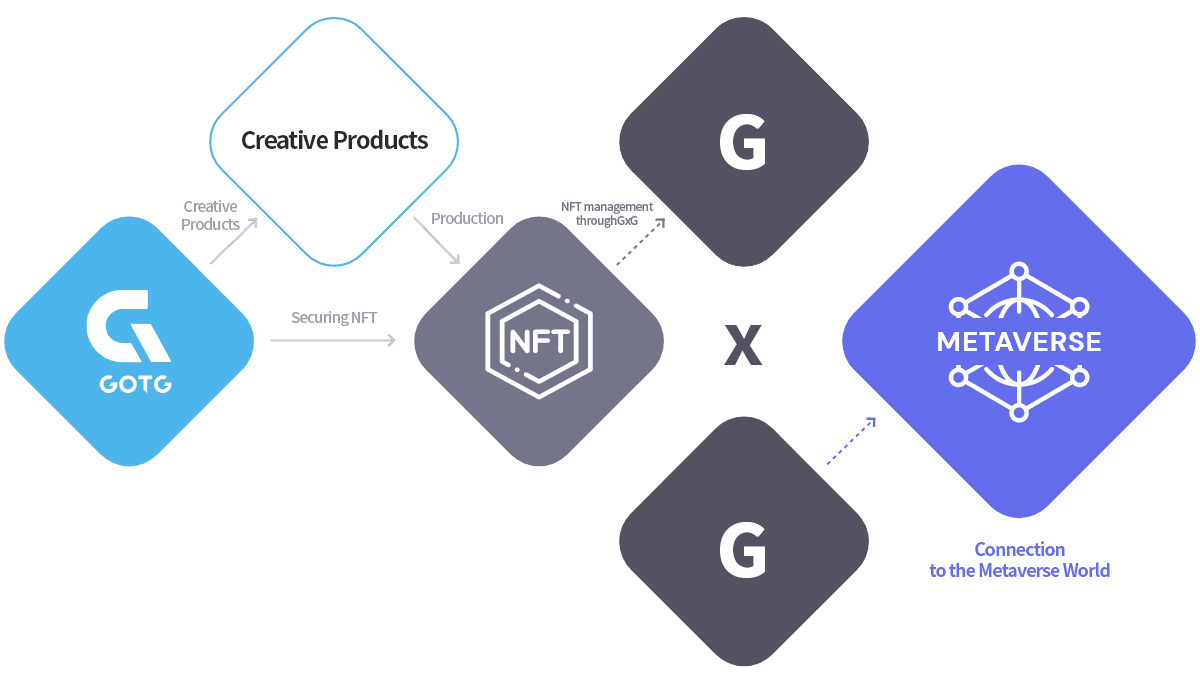 Creative Products
G
Creative
Products
Production
NFT management
throughGxG
GOTG
Securing NFT
NFT
X
METAVERSE
G
Connection
to the Metaverse World